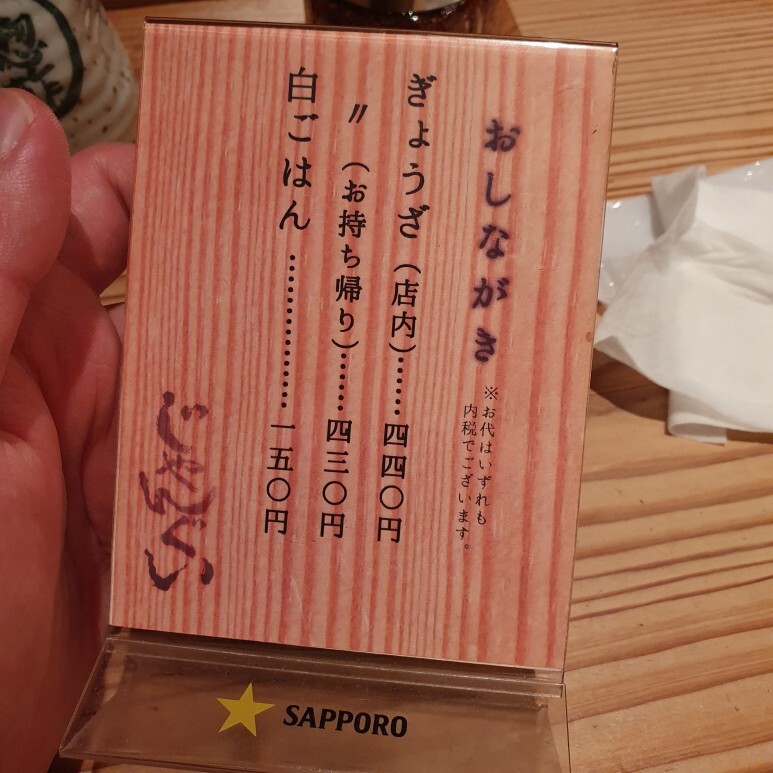 おしながき
※お代はいずれも
内税でございます。
ぎょうざ（店内）……四四〇円
〃（お持ち帰り）……四三〇円
白ごはん ……………一五〇円
じゃんぐい
SAPPORO